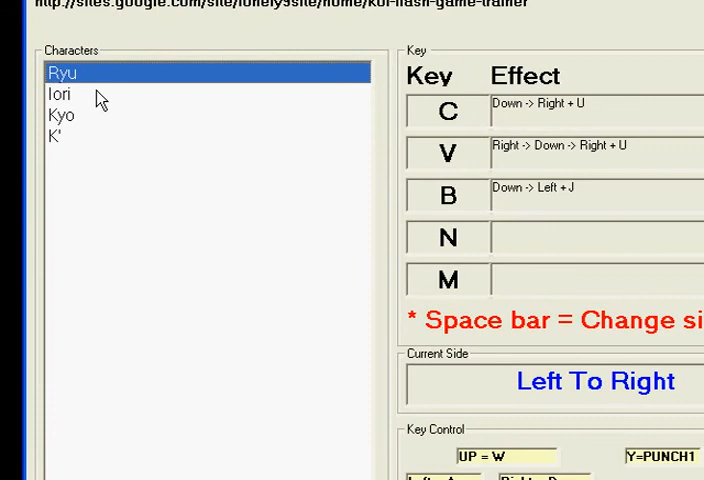 http://sites.google.com/site/lonely9site/home/kof-flash-game-trainer
Characters
Ryu
Iori
Kyo
K'
Key
Key Effect
C Down -> Right + U
V Right -> Down -> Right + U
B Down -> Left + J
N
M
* Space bar = Change si
Current Side
Left To Right
Key Control
UP = W
Y=PUNCH1